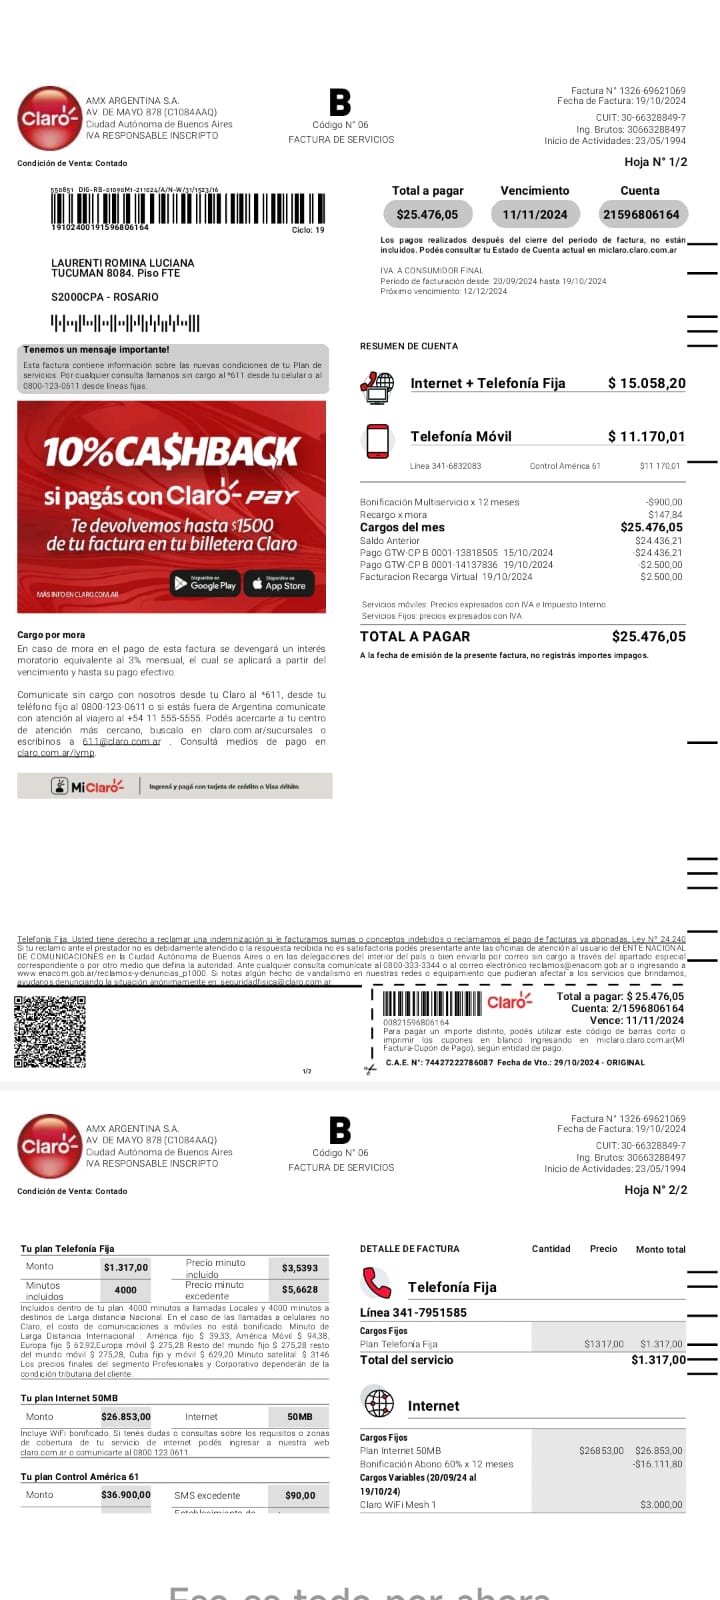 Claro-
AMX ARGENTINA S.A.
AV. DE MAYO 878 (C1084AAQ)
Ciudad Autónoma de Buenos Aires
IVA RESPONSABLE INSCRIPTO
B
Código N° 06
FACTURA DE SERVICIOS
Factura N° 1326-69621069
Fecha de Factura: 19/10/2024
CUIT: 30-66328849-7
Ing. Brutos: 30663288497
Inicio de Actividades: 23/05/1994
Condición de Venta: Contado
Hoja N° 1/2
550851 DIG-RB-01090MI-211024/A/N-W/31/1523/16
19102400191596806164
Ciclo: 19
Total a pagar
Vencimiento
Cuenta
$25.476,05
11/11/2024
21596806164
Los pagos realizados después del cierre del periodo de factura, no están
incluidos. Podés consultar tu Estado de Cuenta actual en miclaro.claro.com.ar
IVA: A CONSUMIDOR FINAL
Periodo de facturación desde: 20/09/2024 hasta 19/10/2024
Próximo vencimiento: 12/12/2024
LAURENTI ROMINA LUCIANA
TUCUMAN 8084. Piso FTE
S2000CPA - ROSARIO
Tenemos un mensaje importante!
Esta factura contiene información sobre las nuevas condiciones de tu Plan de
servicios. Por cualquier consulta llamanos sin cargo al *611 desde tu celular o al
0800-123-0611 desde lineas fijas.
10% CA$HBACK
si pagás con Claro- PAY
Te devolvemos hasta $1500
de tu factura en tu billetera Claro
MÁS INFO EN CLARO.COM.AR
Disponible en
Google Play
Disponible en
App Store
Cargo por mora
En caso de mora en el pago de esta factura se devengará un interés
moratorio equivalente al 3% mensual, el cual se aplicará a partir del
vencimiento y hasta su pago efectivo.
Comunicate sin cargo con nosotros desde tu Claro al *611, desde tu
teléfono fijo al 0800-123-0611 o si estás fuera de Argentina comunicate
con atención al viajero al +54 11 555-5555. Podés acercarte a tu centro
de atención más cercano, buscalo en claro.com.ar/sucursales o
escribinos a 611@claro.com.ar . Consultá medios de pago en
claro.com.ar/lymp.
Mi Claro-
Ingresá y pagá con tarjeta de crédito o Visa débito
RESUMEN DE CUENTA
Internet + Telefonía Fija $ 15.058,20
Telefonía Móvil $ 11.170,01
Línea 341-6832083 Control América 61 $11.170,01
Bonificación Multiservicio x 12 meses -$900,00
Recargo x mora $147,84
Cargos del mes $25.476,05
Saldo Anterior $24.436,21
Pago GTW-CP B 0001-13818505 15/10/2024 -$24.436,21
Pago GTW-CP B 0001-14137836 19/10/2024 -$2.500,00
Facturacion Recarga Virtual 19/10/2024 $2.500,00
Servicios móviles: Precios expresados con IVA e Impuesto Interno
Servicios Fijos: precios expresados con IVA.
TOTAL A PAGAR $25.476,05
A la fecha de emisión de la presente factura, no registrás importes impagos.
Telefonía Fija. Usted tiene derecho a reclamar una indemnización si le facturamos sumas o conceptos indebidos o reclamamos el pago de facturas ya abonadas. Ley N° 24.240
Si tu reclamo ante el prestador no es debidamente atendido o la respuesta recibida no es satisfactoria podés presentarte ante las oficinas de atención al usuario del ENTE NACIONAL
DE COMUNICACIONES en la Ciudad Autónoma de Buenos Aires o en las delegaciones del interior del país o bien enviarla por correo sin cargo a través del apartado especial
correspondiente o por otro medio que defina la autoridad. Ante cualquier consulta comunicate al 0800-333-3344 o al correo electrónico reclamos@enacom.gob.ar o ingresando a
www.enacom.gob.ar/reclamos-y-denuncias_p1000. Si notas algún hecho de vandalismo en nuestras redes o equipamiento que pudieran afectar a los servicios que brindamos,
ayudanos denunciando la situación anónimamente en: seguridadfisica@claro.com.ar
1/2
Claro-
00821596806164
Total a pagar: $ 25.476,05
Cuenta: 2/1596806164
Vence: 11/11/2024
Para pagar un importe distinto, podés utilizar este código de barras corto o
imprimir los cupones en blanco ingresando en miclaro.claro.com.ar(MI
Factura-Cupón de Pago), según entidad de pago.
C.A.E. N°: 74427222786087 Fecha de Vto.: 29/10/2024 - ORIGINAL
Claro-
AMX ARGENTINA S.A.
AV. DE MAYO 878 (C1084AAQ)
Ciudad Autónoma de Buenos Aires
IVA RESPONSABLE INSCRIPTO
B
Código N° 06
FACTURA DE SERVICIOS
Factura N° 1326-69621069
Fecha de Factura: 19/10/2024
CUIT: 30-66328849-7
Ing. Brutos: 30663288497
Inicio de Actividades: 23/05/1994
Condición de Venta: Contado
Hoja N° 2/2
Tu plan Telefonía Fija
Monto $1.317,00 Precio minuto incluido $3,5393
Minutos incluidos 4000 Precio minuto excedente $5,6628
Incluidos dentro de tu plan: 4000 minutos a llamadas Locales y 4000 minutos a
destinos de Larga distancia Nacional. En el caso de las llamadas a celulares no
Claro, el costo de comunicaciones a móviles no está bonificado. Minuto de
Larga Distancia Internacional : América fijo $ 39,33, América Móvil $ 94,38,
Europa fijo $ 62,92,Europa móvil $ 275,28 Resto del mundo fijo $ 275,28 resto
del mundo móvil $ 275,28, Cuba fijo y móvil $ 629,20 Minuto satelital: $ 3146
Los precios finales del segmento Profesionales y Corporativo dependerán de la
condición tributaria del cliente.
Tu plan Internet 50MB
Monto $26.853,00 Internet 50MB
Incluye WiFi bonificado. Si tenés dudas o consultas sobre los requisitos o zonas
de cobertura de tu servicio de internet podés ingresar a nuestra web
claro.com.ar o comunicarte al 0800 123 0611.
Tu plan Control América 61
Monto $36.900,00 SMS excedente $90,00
Establecimiento de
DETALLE DE FACTURA Cantidad Precio Monto total
Telefonía Fija
Línea 341-7951585
Cargos Fijos
Plan Telefonía Fija $1317,00 $1.317,00
Total del servicio $1.317,00
Internet
Cargos Fijos
Plan Internet 50MB $26853,00 $26.853,00
Bonificación Abono 60% x 12 meses -$16.111,80
Cargos Variables (20/09/24 al
19/10/24)
Claro WiFi Mesh 1 $3.000,00
Eso es todo por ahora